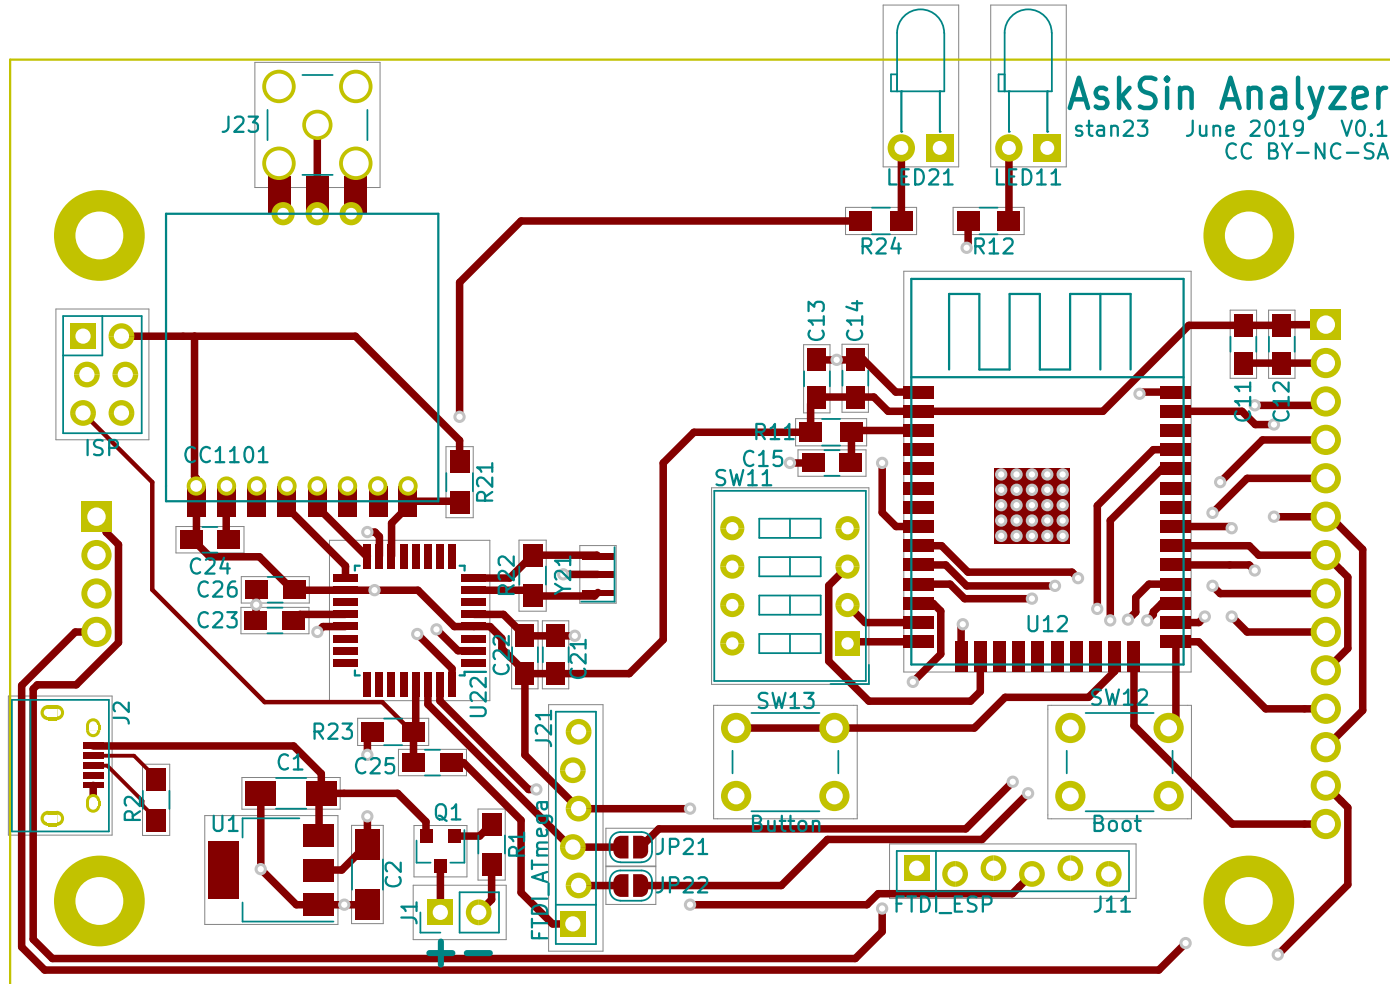 AskSin Analyzer
stan23 June 2019 V0.1
CC BY-NC-SA
J23
LED21
LED11
R24
R12
C13
C14
C11
C12
ISP
CC1101
R21
R11
C15
SW11
C24
C26
C23
R22
Y21
C22
C21
U22
U12
J2
R23
C25
J21
SW13
SW12
C1
R2
U1
Q1
R1
C2
Button
Boot
JP21
JP22
J1
FTDI_ATmega
FTDI_ESP
J11
+ -